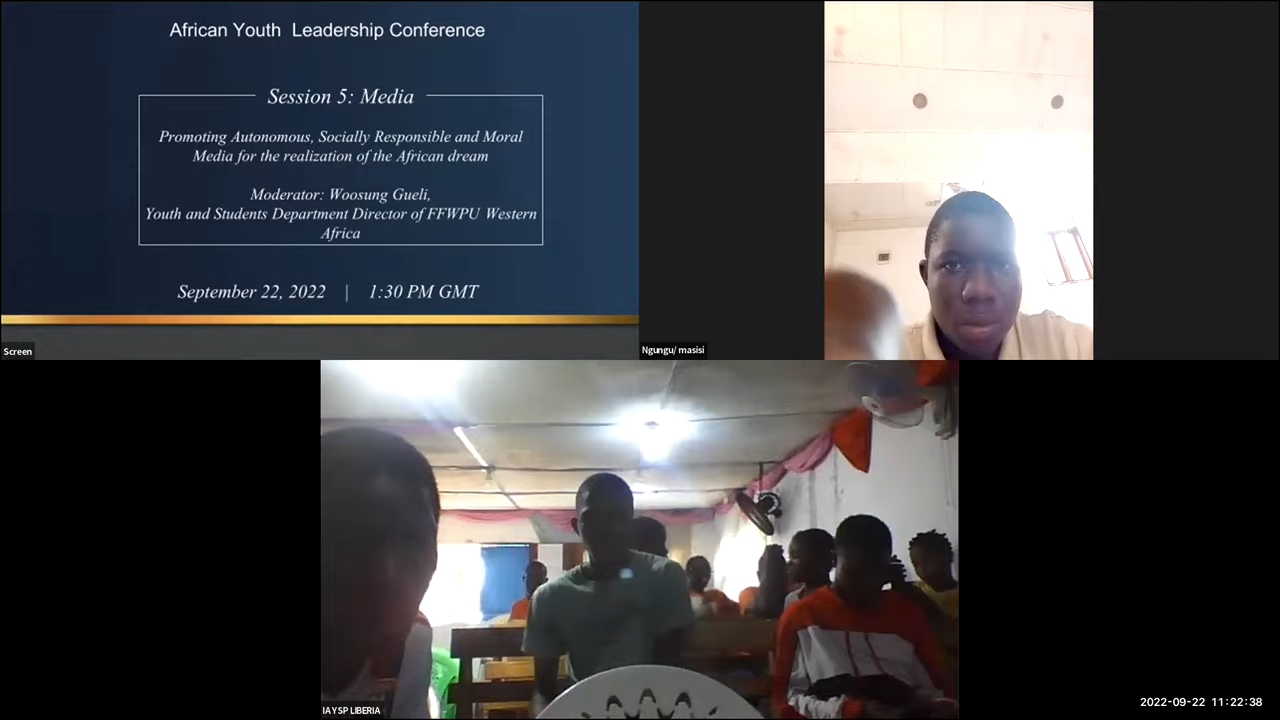 African Youth Leadership Conference
Session 5: Media
Promoting Autonomous, Socially Responsible and Moral
Media for the realization of the African dream
Moderator: Woosung Gueli,
Youth and Students Department Director of FFWPU Western
Africa
September 22, 2022 | 1:30 PM GMT
Screen
Ngungu/ masisi
IAYSP LIBERIA
2022-09-22 11:22:38